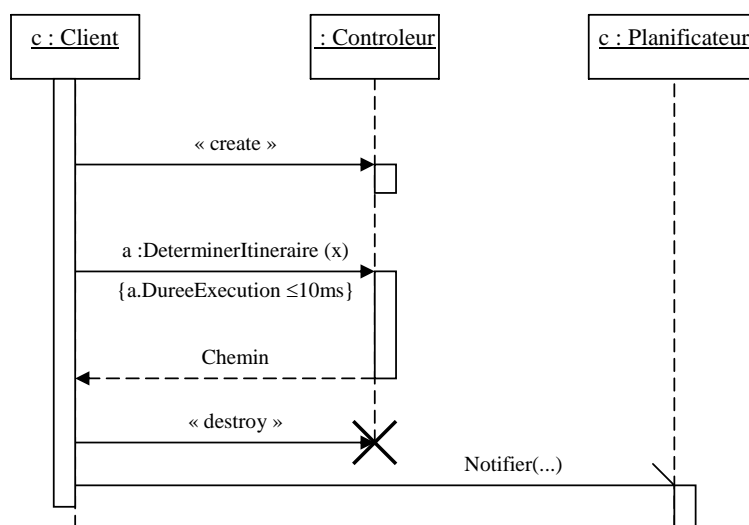 c : Client
: Controleur
c : Planificateur
« create »
a :DeterminerItineraire (x)
{a.DureeExecution ≤10ms}
Chemin
« destroy »
Notifier(...)